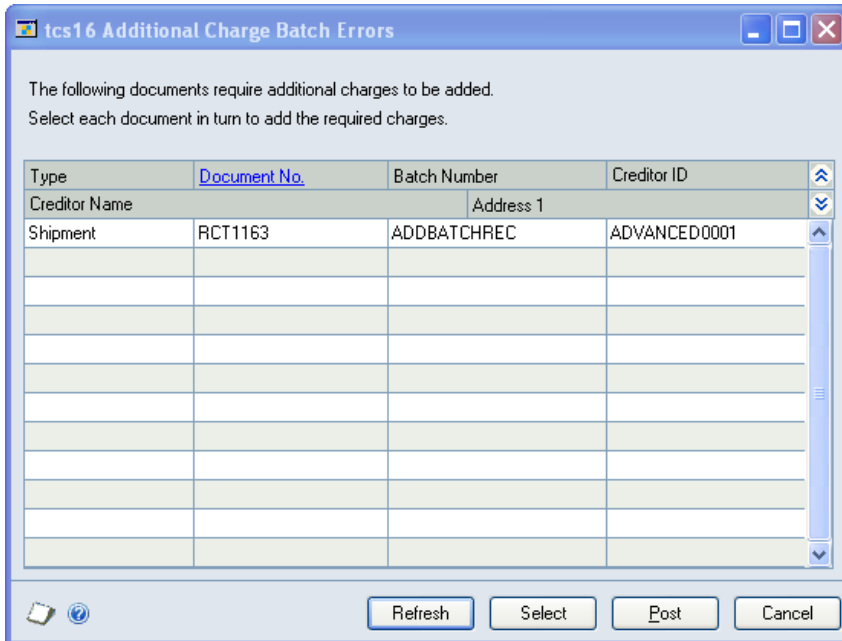 tcs16 Additional Charge Batch Errors
The following documents require additional charges to be added.
Select each document in turn to add the required charges.
Type Document No. Batch Number Creditor ID
Creditor Name Address 1
Shipment RCT1163 ADDBATCHREC ADVANCED0001
Refresh Select Post Cancel